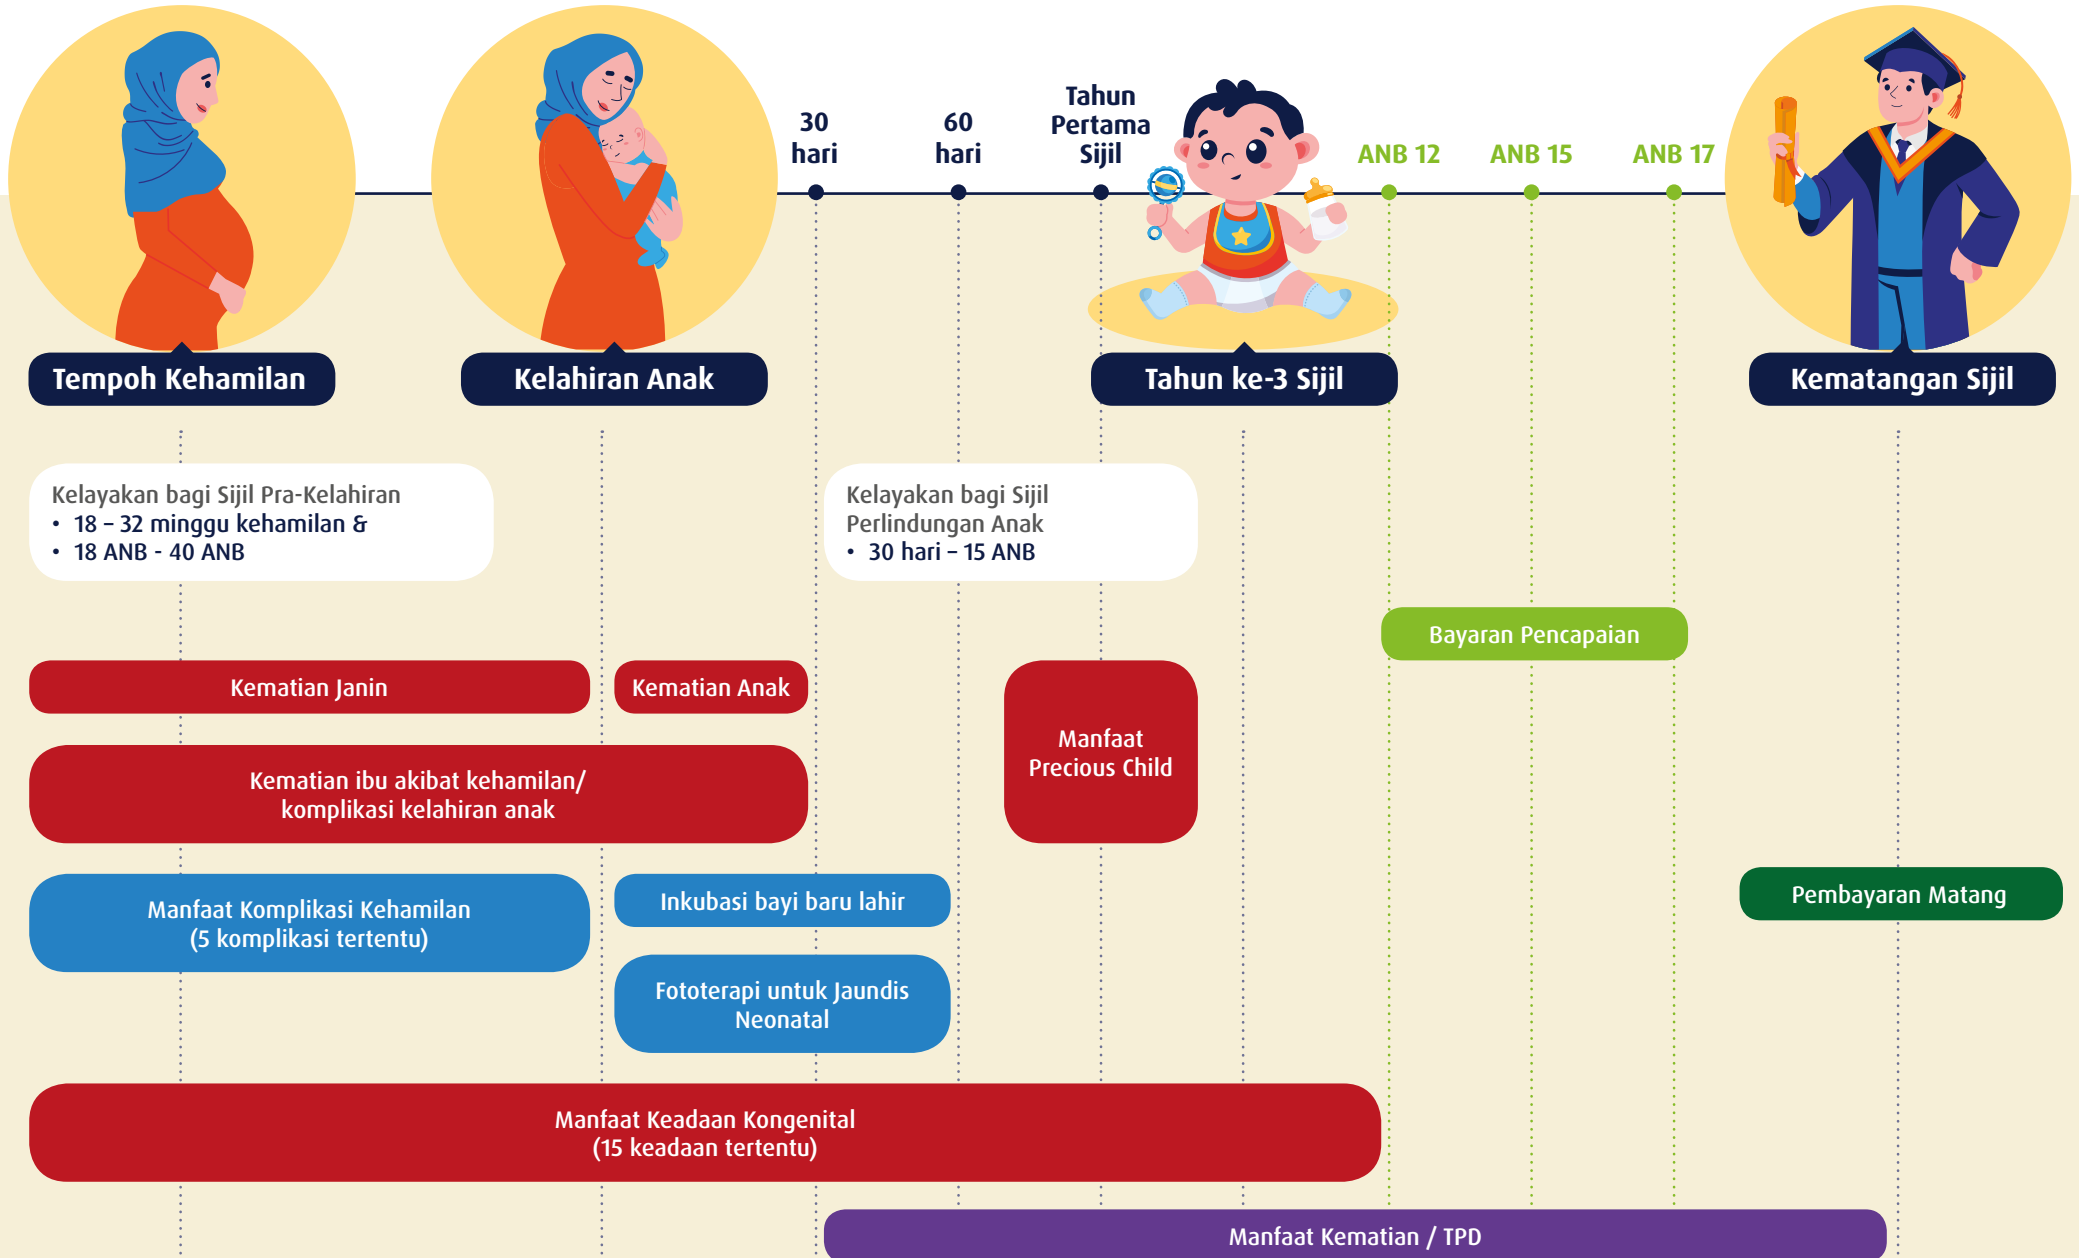 30
hari
60
hari
Tahun
Pertama
Sijil
ANB 12
ANB 15
ANB 17
Tempoh Kehamilan
Kelahiran Anak
Tahun ke-3 Sijil
Kematangan Sijil
Kelayakan bagi Sijil Pra-Kelahiran
• 18 – 32 minggu kehamilan &
• 18 ANB - 40 ANB
Kelayakan bagi Sijil
Perlindungan Anak
• 30 hari – 15 ANB
Bayaran Pencapaian
Kematian Janin
Kematian Anak
Manfaat
Precious Child
Kematian ibu akibat kehamilan/
komplikasi kelahiran anak
Manfaat Komplikasi Kehamilan
(5 komplikasi tertentu)
Inkubasi bayi baru lahir
Pembayaran Matang
Fototerapi untuk Jaundis
Neonatal
Manfaat Keadaan Kongenital
(15 keadaan tertentu)
Manfaat Kematian / TPD